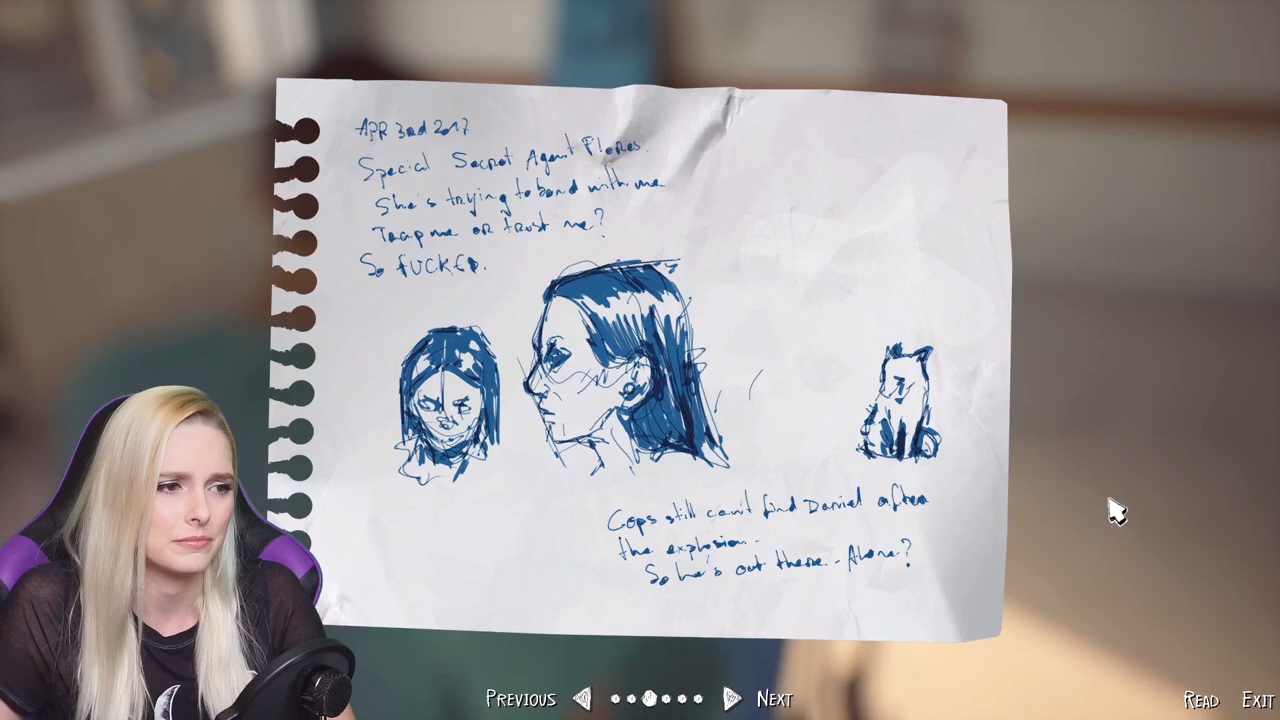 APR 3rd 2017
Special Secret Agent Flores.
She's trying to bond with me
Trap me or trust me?
So FUCKED.
Cops still can't find Daniel after
the explosion.
So he's out there. Alone?
PREVIOUS NEXT
READ EXIT